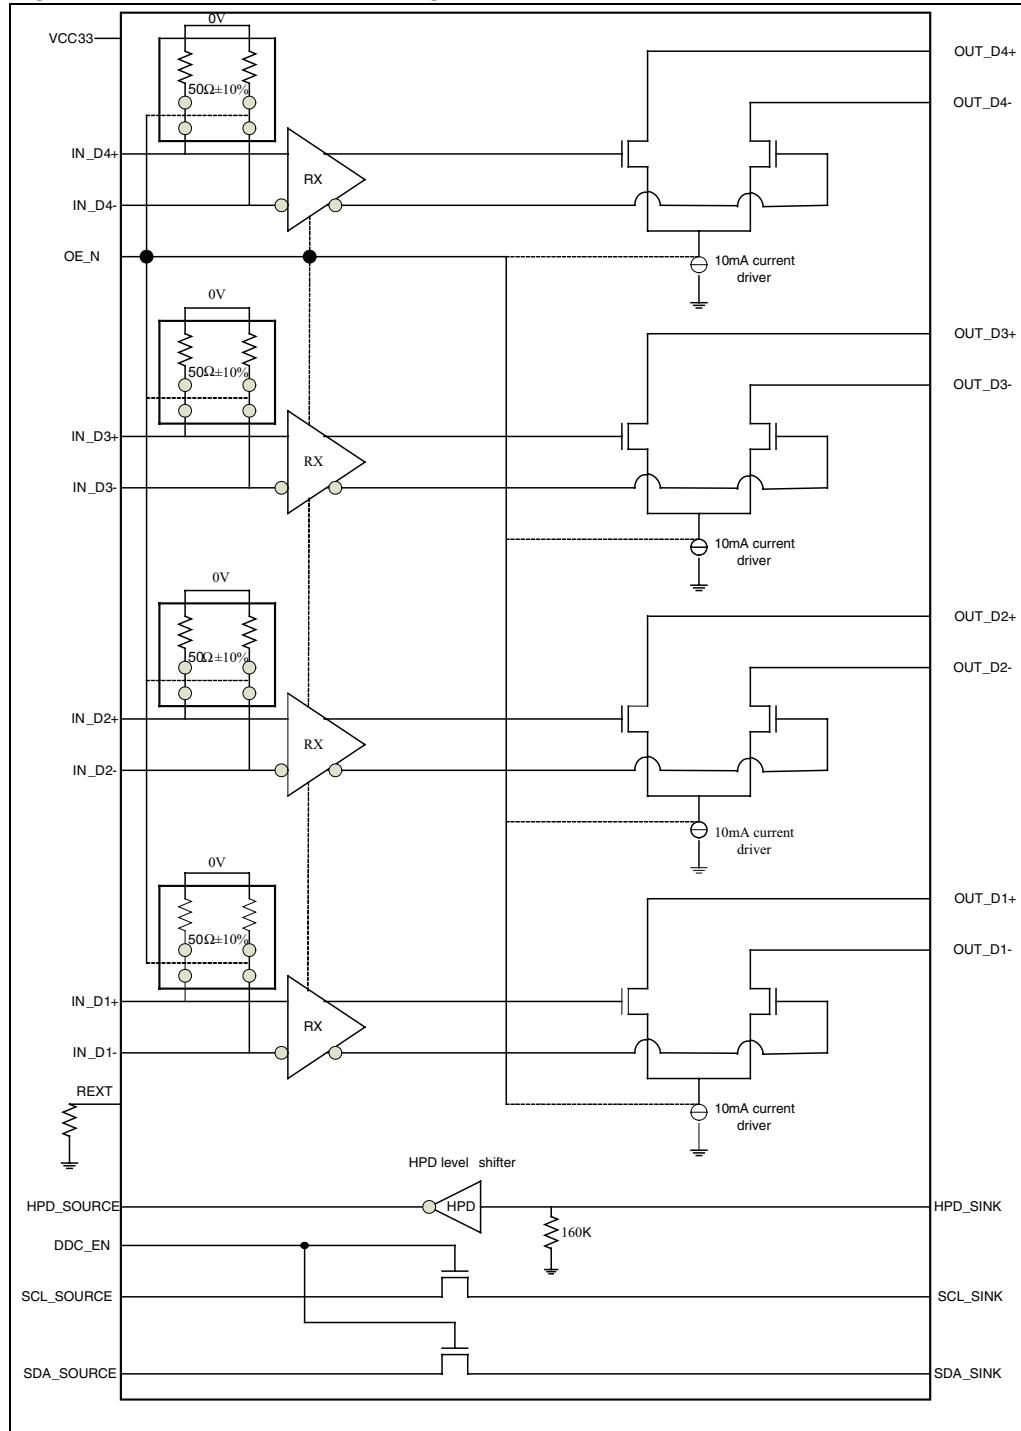 0V
VCC33
OUT_D4+
50Ω±10%
OUT_D4-
IN_D4+
RX
IN_D4-
OE_N
10mA current
driver
0V
OUT_D3+
50Ω±10%
OUT_D3-
IN_D3+
RX
IN_D3-
10mA current
driver
0V
OUT_D2+
50Ω±10%
OUT_D2-
IN_D2+
RX
IN_D2-
10mA current
driver
0V
OUT_D1+
50Ω±10%
OUT_D1-
IN_D1+
RX
IN_D1-
REXT
10mA current
driver
HPD level shifter
HPD_SOURCE
HPD
HPD_SINK
160K
DDC_EN
SCL_SOURCE
SCL_SINK
SDA_SOURCE
SDA_SINK